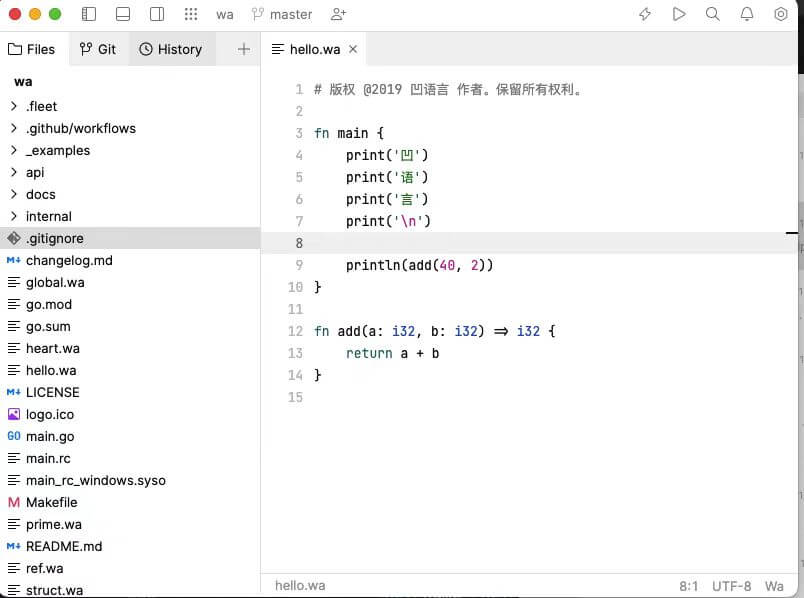 wa
master
Files
Git
History
hello.wa
wa
.fleet
.github/workflows
_examples
api
docs
internal
.gitignore
changelog.md
global.wa
go.mod
go.sum
heart.wa
hello.wa
LICENSE
logo.ico
main.go
main.rc
main_rc_windows.syso
Makefile
prime.wa
README.md
ref.wa
struct.wa
1 # 版权 @2019 凹语言 作者。保留所有权利。
2
3 fn main {
4     print('凹')
5     print('语')
6     print('言')
7     print('\n')
8
9     println(add(40, 2))
10 }
11
12 fn add(a: i32, b: i32) => i32 {
13     return a + b
14 }
15
hello.wa
8:1 UTF-8 Wa